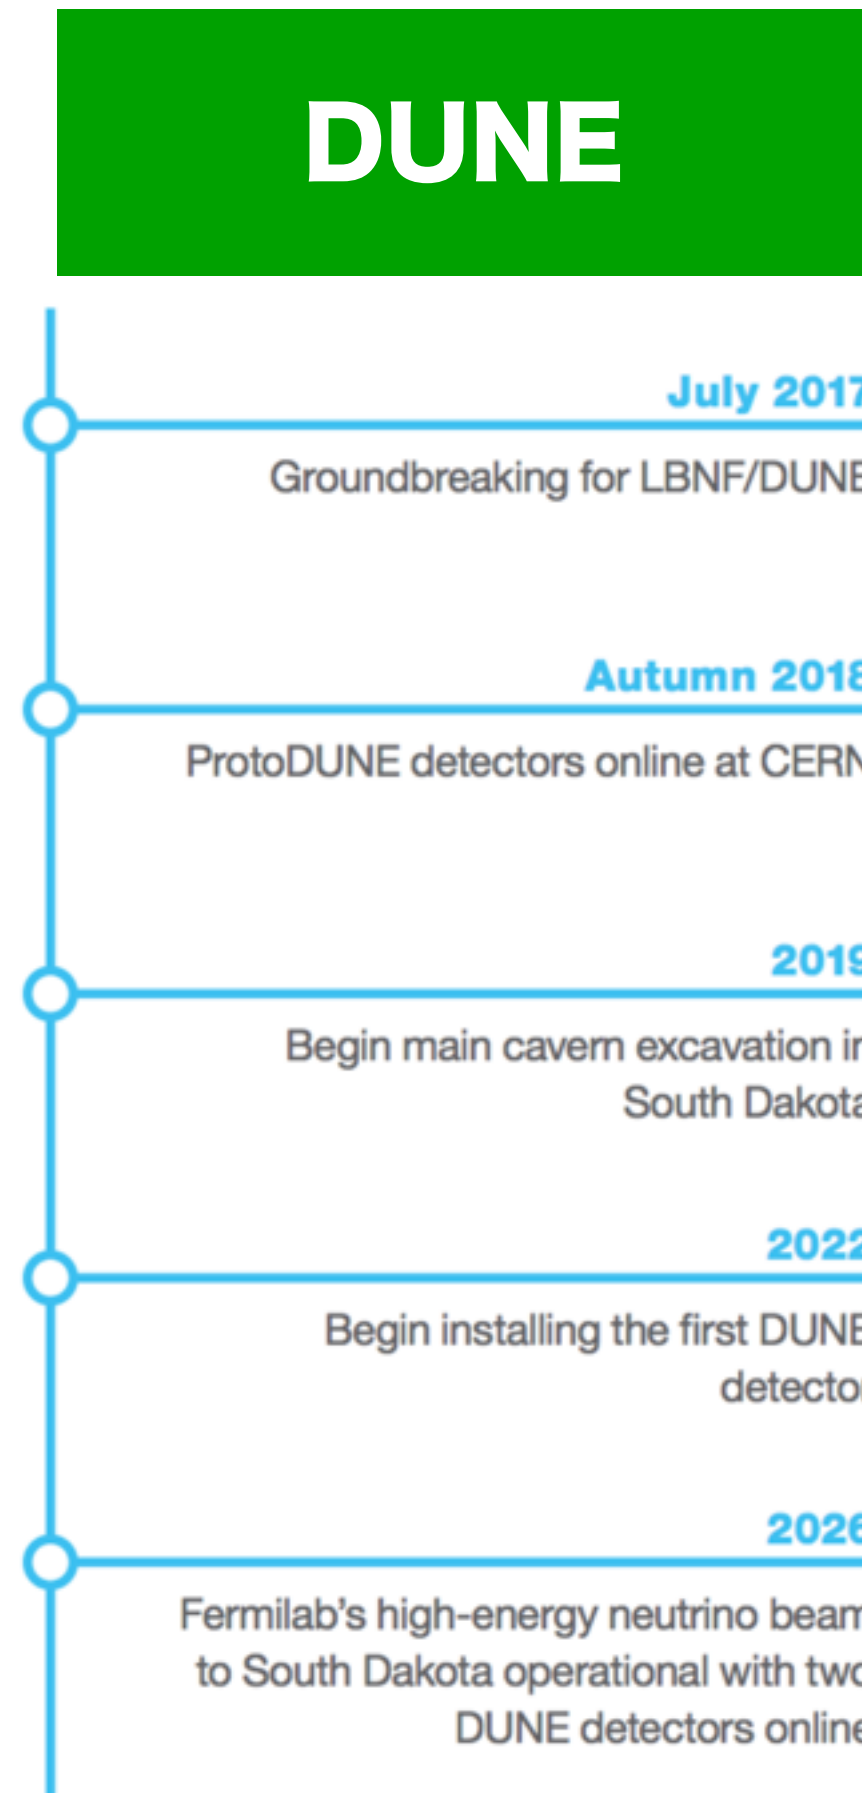 DUNE
July 2017
Groundbreaking for LBNF/DUNE
Autumn 2018
ProtoDUNE detectors online at CERN
2019
Begin main cavern excavation in
South Dakota
2022
Begin installing the first DUNE
detector
2026
Fermilab's high-energy neutrino beam
to South Dakota operational with two
DUNE detectors online